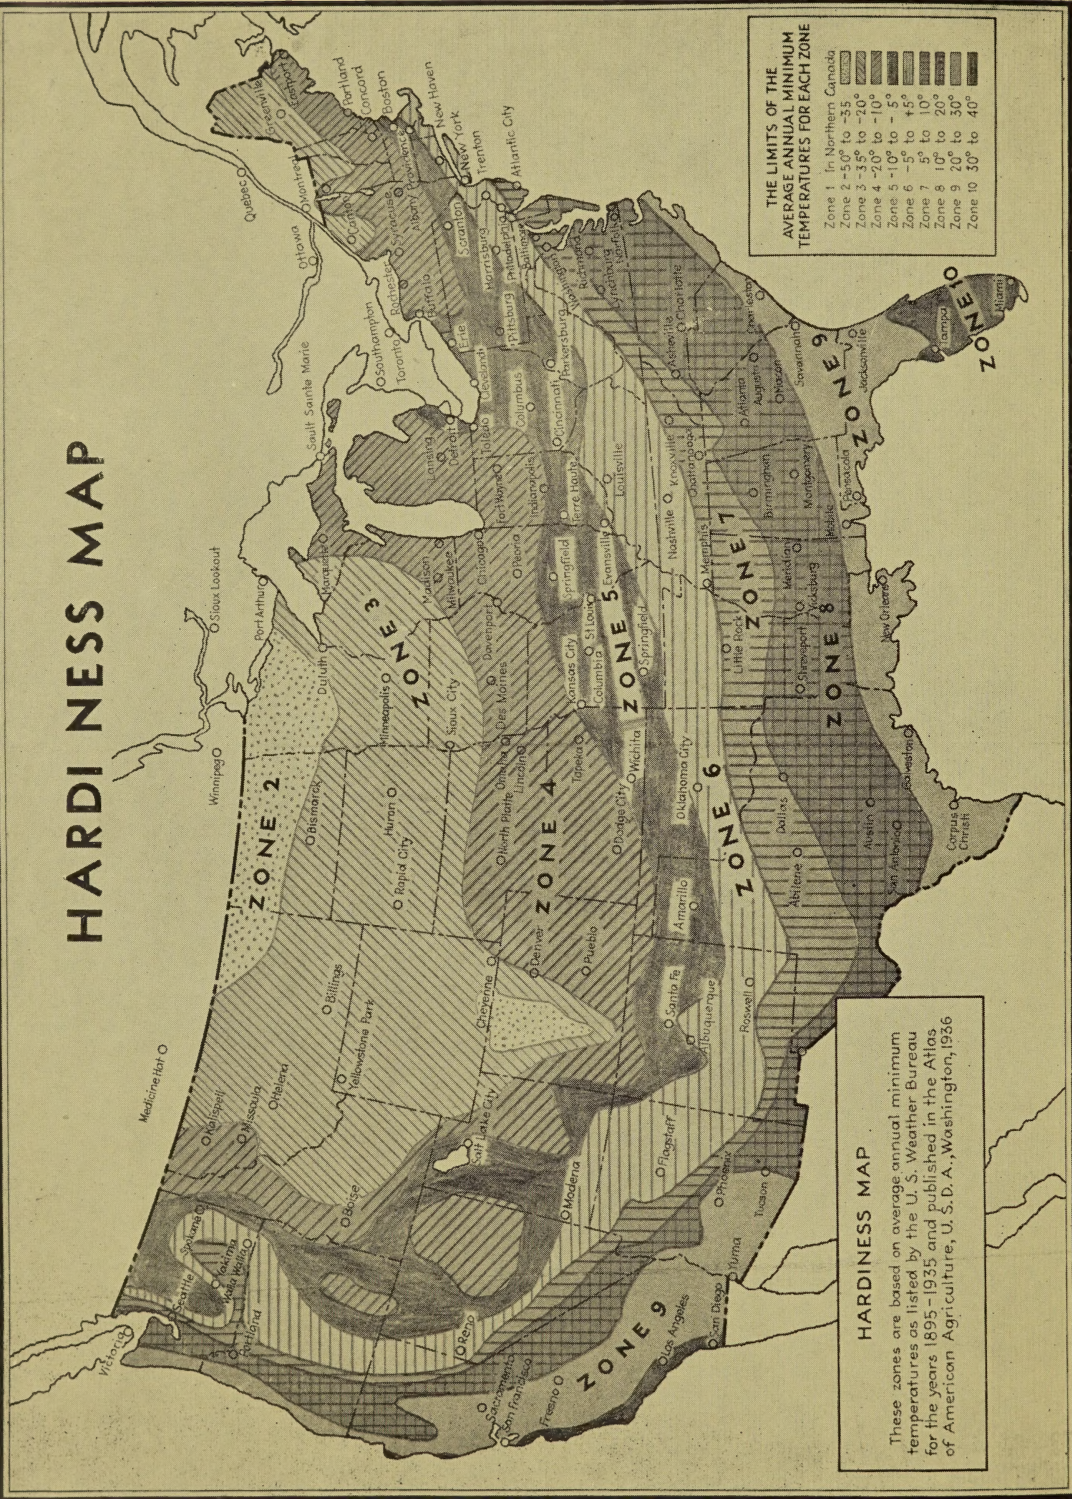 HARDINESS MAP
THE LIMITS OF THE
AVERAGE ANNUAL MINIMUM
TEMPERATURES FOR EACH ZONE
Zone 1 In Northern Canada
Zone 2 -50° to -35
Zone 3 -35° to -20°
Zone 4 -20° to -10°
Zone 5 -10° to -5°
Zone 6 -5° to +5°
Zone 7 5° to 10°
Zone 8 10° to 20°
Zone 9 20° to 30°
Zone 10 30° to 40°
HARDINESS MAP
These zones are based on average annual minimum
temperatures as listed by the U. S. Weather Bureau
for the years 1895-1935 and published in the Atlas
of American Agriculture, U. S. D. A., Washington, 1936
ZONE 2
ZONE 3
ZONE 4
ZONE 5
ZONE 6
ZONE 7
ZONE 8
ZONE 9
ZONE 9
ZONE 10
Victoria
Seattle
Spokane
Yakima
Walla Walla
Portland
Kalispell
Missoula
Helena
Medicine Hat
Boise
Reno
Sacramento
San Francisco
Fresno
Los Angeles
San Diego
Yuma
Phoenix
Tucson
Flagstaff
Modena
Salt Lake City
Yellowstone Park
Billings
Cheyenne
Denver
Pueblo
Santa Fe
Albuquerque
Roswell
Amarillo
Abilene
Dallas
Austin
San Antonio
Corpus
Christi
Galveston
Oklahoma City
Wichita
Dodge City
Topeka
North Platte
Lincoln
Omaha
Rapid City
Huron
Bismarck
Winnipeg
Sioux Lookout
Port Arthur
Duluth
Minneapolis
Sioux City
Des Moines
Davenport
Kansas City
Columbia
St Louis
Springfield
Springfield
Little Rock
Shreveport
Vicksburg
New Orleans
Memphis
Meridian
Mobile
Pensacola
Montgomery
Birmingham
Nashville
Knoxville
Chattanooga
Evansville
Louisville
Terre Haute
Indianapolis
Fort Wayne
Peoria
Chicago
Milwaukee
Madison
Marquette
Sault Sainte Marie
Lansing
Detroit
Toledo
Cleveland
Columbus
Cincinnati
Parkersburg
Pittsburg
Erie
Buffalo
Rochester
Toronto
Southampton
Ottawa
Montreal
Quebec
Canton
Syracuse
Albany
Greenville
Eastport
Portland
Concord
Boston
Providence
New Haven
New York
Trenton
Atlantic City
Scranton
Harrisburg
Philadelphia
Baltimore
Richmond
Norfolk
Lynchburg
Asheville
Charlotte
Charleston
Savannah
Augusta
Macon
Atlanta
Jacksonville
Tampa
Miami